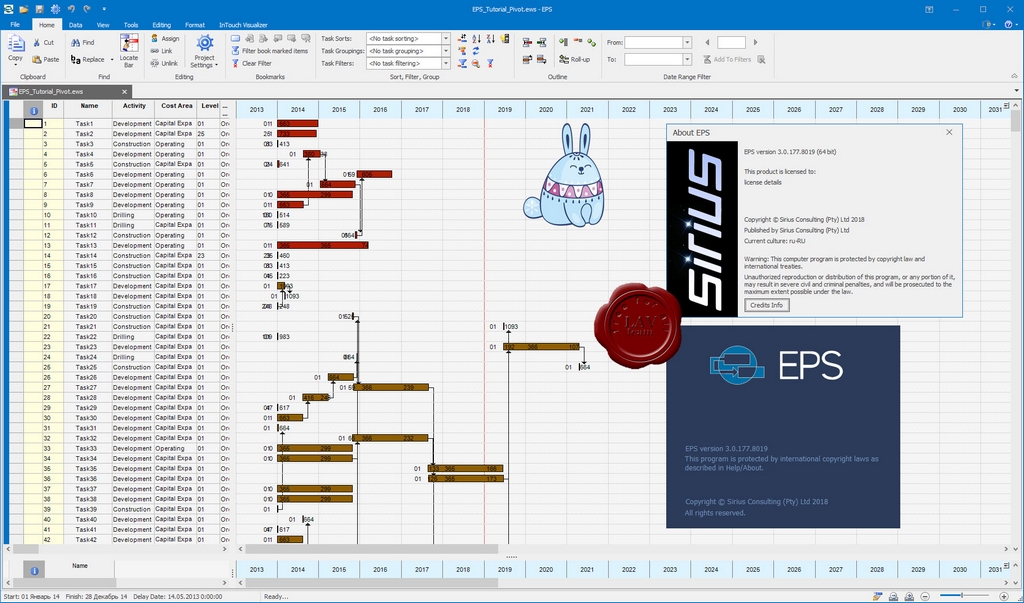 EPS_Tutorial_Pivot.ews - EPS
File Home Data View Tools Editing Format InTouch Visualizer
Copy Cut Paste
Clipboard
Find Replace Locate Bar
Find
Assign Link Unlink Project Settings
Editing
Filter book marked items
Clear Filter
Bookmarks
Task Sorts: <No task sorting>
Task Groupings: <No task grouping>
Task Filters: <No task filtering>
Sort, Filter, Group
Roll-up
Outline
From:
To:
Add To Filters
Date Range Filter
EPS_Tutorial_Pivot.ews
ID Name Activity Cost Area Level ... 2013 2014 2015 2016 2017 2018 2019 2020 2021 2022 2023 2024 2025 2026 2027 2028 2029 2030 2031
1 Task1 Development Capital Expa 01
2 Task2 Development Capital Expa 25
3 Task3 Construction Operating 01
4 Task4 Development Operating 01
5 Task5 Construction Capital Expa 01
6 Task6 Development Operating 01
7 Task7 Development Operating 01
8 Task8 Development Operating 01
9 Task9 Development Operating 01
10 Task10 Drilling Operating 01
11 Task11 Drilling Capital Expa 01
12 Task12 Construction Operating 01
13 Task13 Development Operating 01
14 Task14 Construction Capital Expa 23
15 Task15 Construction Capital Expa 01
16 Task16 Construction Capital Expa 01
17 Task17 Development Capital Expa 01
18 Task18 Development Capital Expa 01
19 Task19 Construction Capital Expa 01
20 Task20 Construction Capital Expa 01
21 Task21 Construction Capital Expa 01
22 Task22 Drilling Capital Expa 01
23 Task23 Development Capital Expa 01
24 Task24 Drilling Capital Expa 01
25 Task25 Construction Capital Expa 01
26 Task26 Development Capital Expa 01
27 Task27 Development Capital Expa 01
28 Task28 Development Capital Expa 01
29 Task29 Development Capital Expa 01
30 Task30 Development Capital Expa 01
31 Task31 Development Capital Expa 01
32 Task32 Development Capital Expa 01
33 Task33 Development Operating 01
34 Task34 Development Capital Expa 01
35 Task35 Development Capital Expa 01
36 Task36 Development Capital Expa 01
37 Task37 Development Capital Expa 01
38 Task38 Development Capital Expa 01
39 Task39 Construction Capital Expa 01
40 Task40 Development Capital Expa 01
41 Task41 Development Capital Expa 01
42 Task42 Development Capital Expa 01
About EPS
SIRIUS
EPS version 3.0.177.8019 (64 bit)
This product is licensed to:
license details
Copyright © Sirius Consulting (Pty) Ltd 2018
Published by Sirius Consulting (Pty) Ltd
Current culture: ru-RU
Warning: This computer program is protected by copyright law and
international treaties.
Unauthorized reproduction or distribution of this program, or any portion of it,
may result in severe civil and criminal penalties, and will be prosecuted to the
maximum extent possible under the law.
Credits Info
LAV
EPS
EPS version 3.0.177.8019
This program is protected by international copyright laws as
described in Help/About.
Copyright © Sirius Consulting (Pty) Ltd 2018
All rights reserved.
Name 2013 2014 2015 2016 2017 2018 2019 2020 2021 2022 2023 2024 2025 2026 2027 2028 2029 2030 2031
Start: 01 Январь 14 Finish: 28 Декабрь 14 Delay Date: 14.05.2013 0:00:00 Ready...